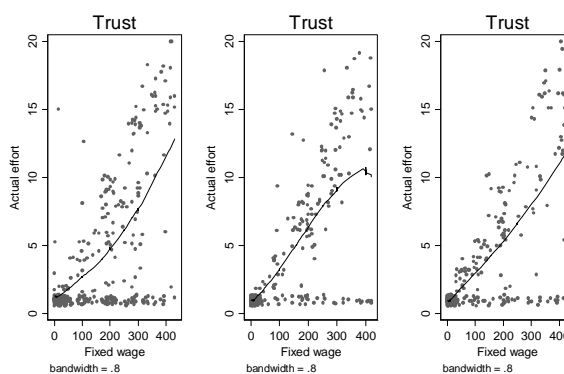 Trust Trust Trust
20 20 20
15 15 15
10 10 10
5 5 5
0 0 0
Actual effort Actual effort Actual effort
0 100 200 300 400 0 100 200 300 400 0 100 200 300
Fixed wage Fixed wage Fixed wage
bandwidth = .8 bandwidth = .8 bandwidth = .8